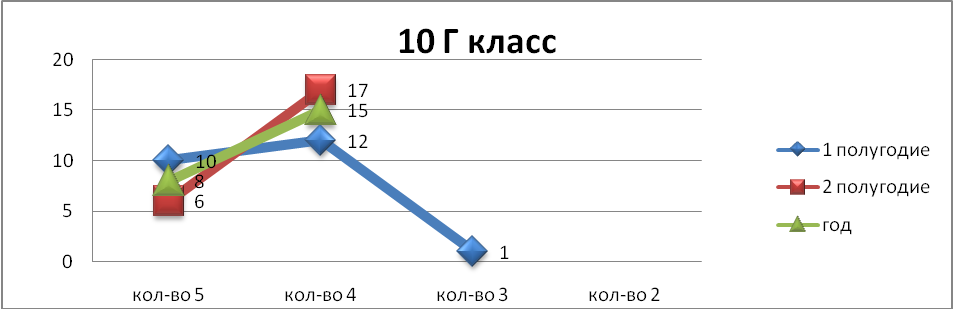 10 Г класс
20
15
10
5
0
17
15
12
10
8
6
1
кол-во 5 кол-во 4 кол-во 3 кол-во 2
1 полугодие
2 полугодие
год